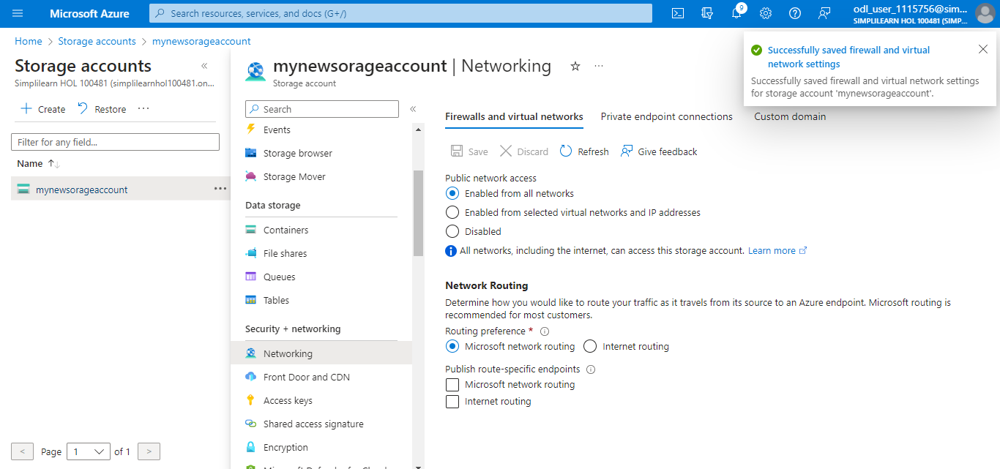 Microsoft Azure
Search resources, services, and docs (G+/)
9
odl_user_1115756@sim...
SIMPLILEARN HOL 100481 (SIMP...
Home > Storage accounts > mynewsorageaccount
Successfully saved firewall and virtual
network settings
Successfully saved firewall and virtual network settings
for storage account 'mynewsorageaccount'.
Storage accounts
Simplilearn HOL 100481 (simplilearnhol100481.on...
Create
Restore
...
Filter for any field...
Name
mynewsorageaccount
...
< Page 1 of 1 >
mynewsorageaccount | Networking
...
Storage account
Search
Events
Storage browser
Storage Mover
Data storage
Containers
File shares
Queues
Tables
Security + networking
Networking
Front Door and CDN
Access keys
Shared access signature
Encryption
Microsoft Defender for Cloud
Firewalls and virtual networks
Private endpoint connections
Custom domain
Save
Discard
Refresh
Give feedback
Public network access
Enabled from all networks
Enabled from selected virtual networks and IP addresses
Disabled
All networks, including the internet, can access this storage account. Learn more
Network Routing
Determine how you would like to route your traffic as it travels from its source to an Azure endpoint. Microsoft routing is
recommended for most customers.
Routing preference *
Microsoft network routing
Internet routing
Publish route-specific endpoints
Microsoft network routing
Internet routing